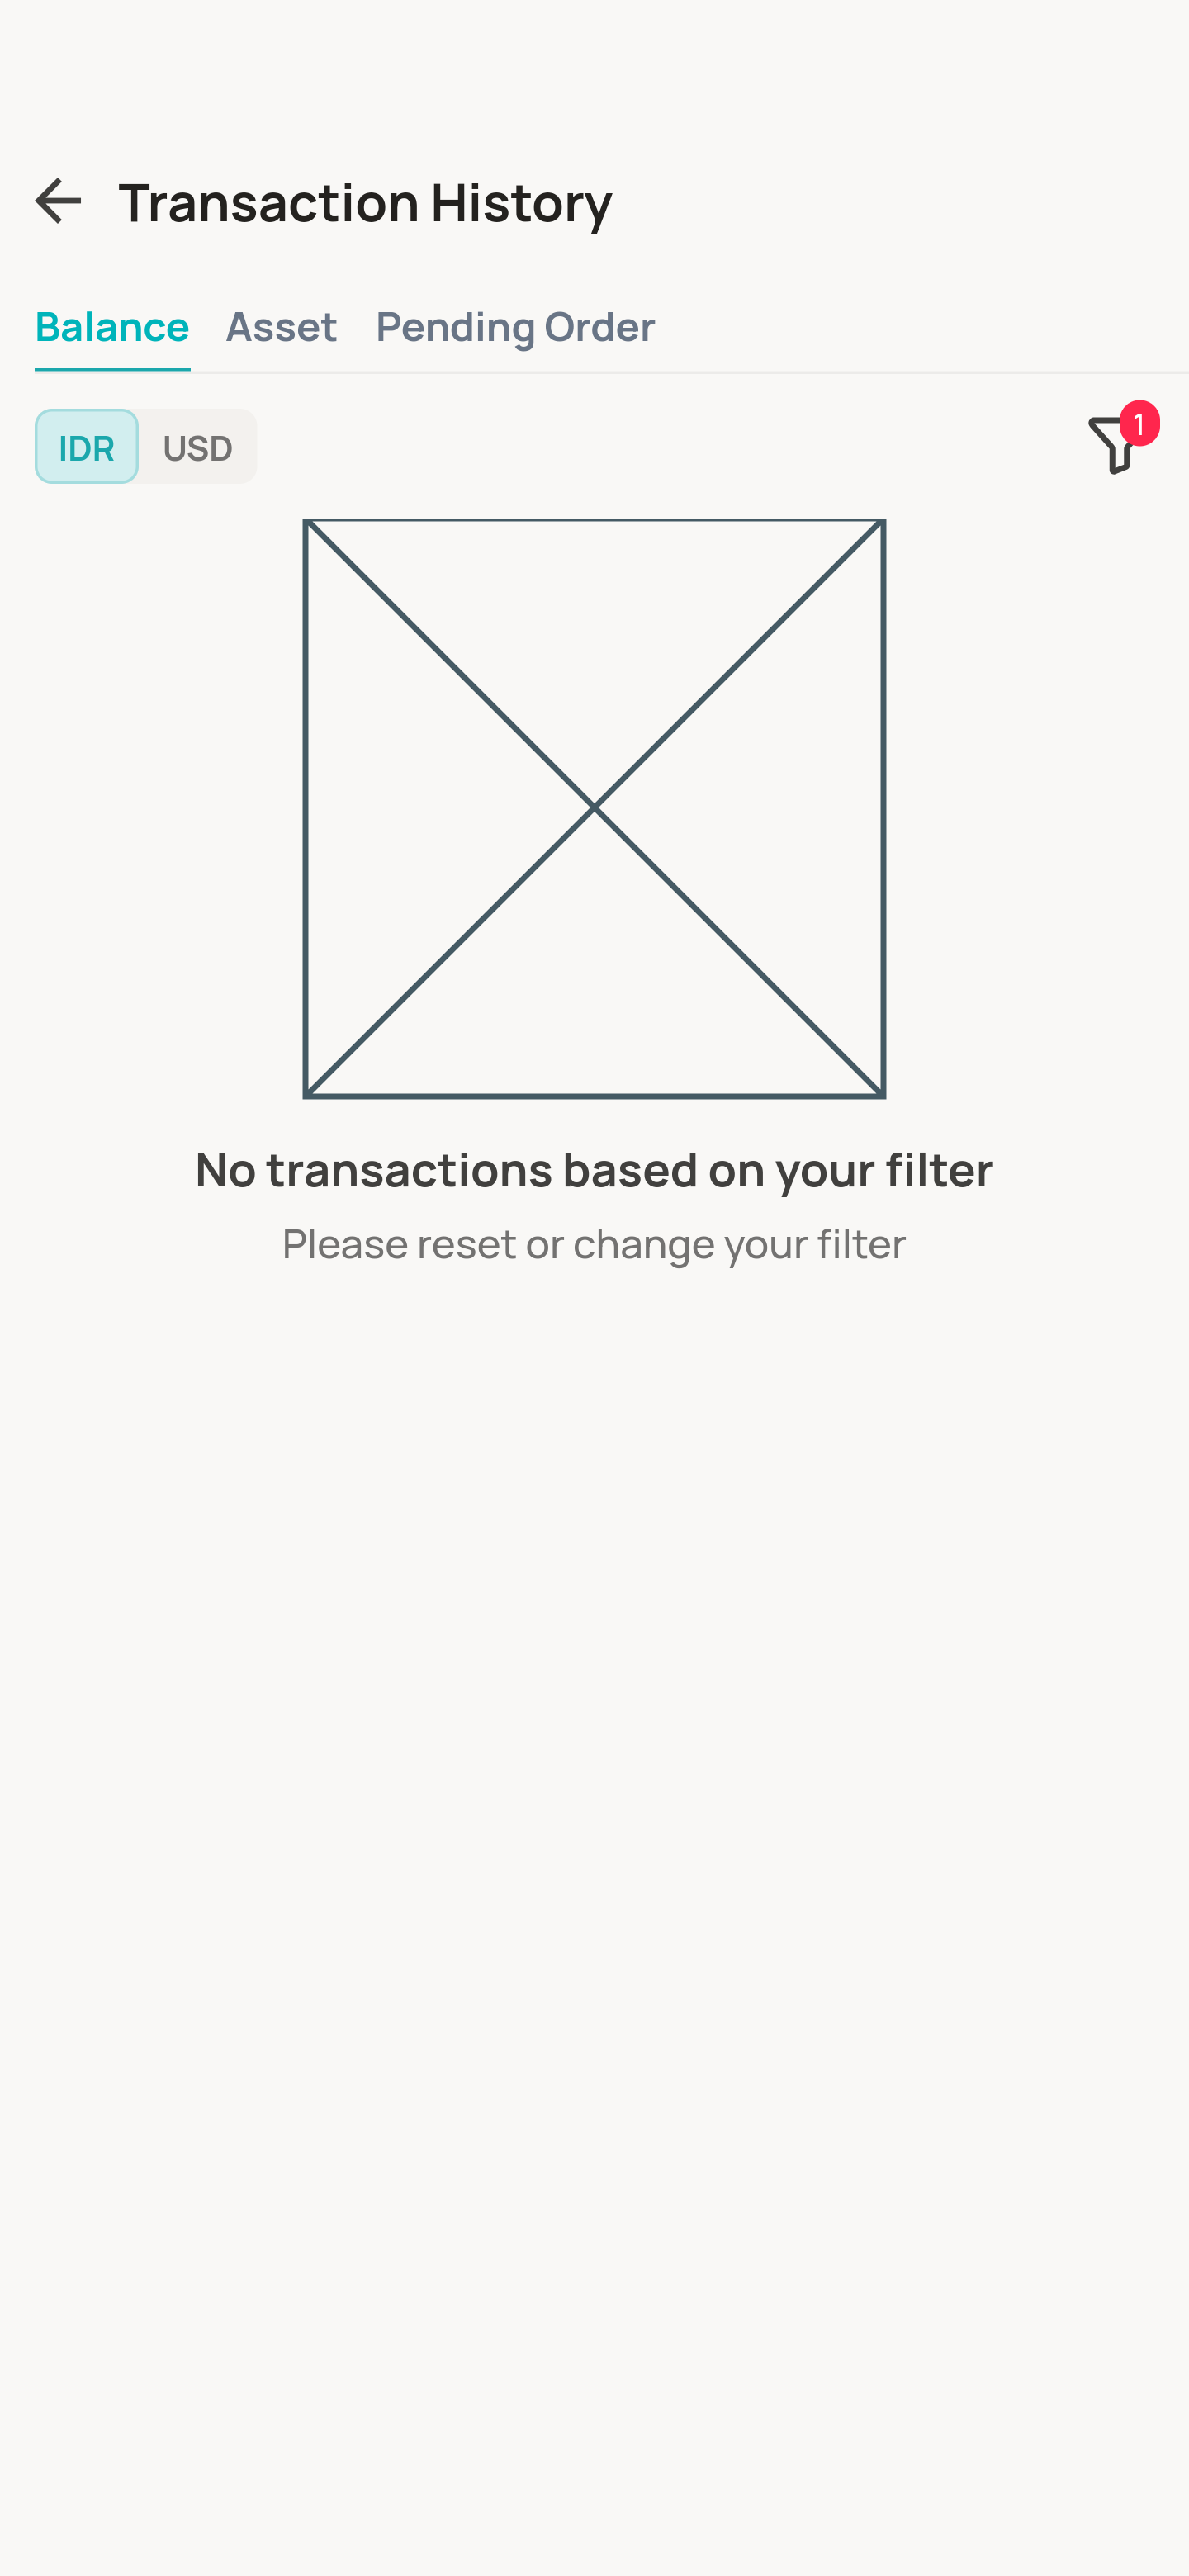 Transaction History
Balance Asset Pending Order
IDR USD
1
No transactions based on your filter
Please reset or change your filter